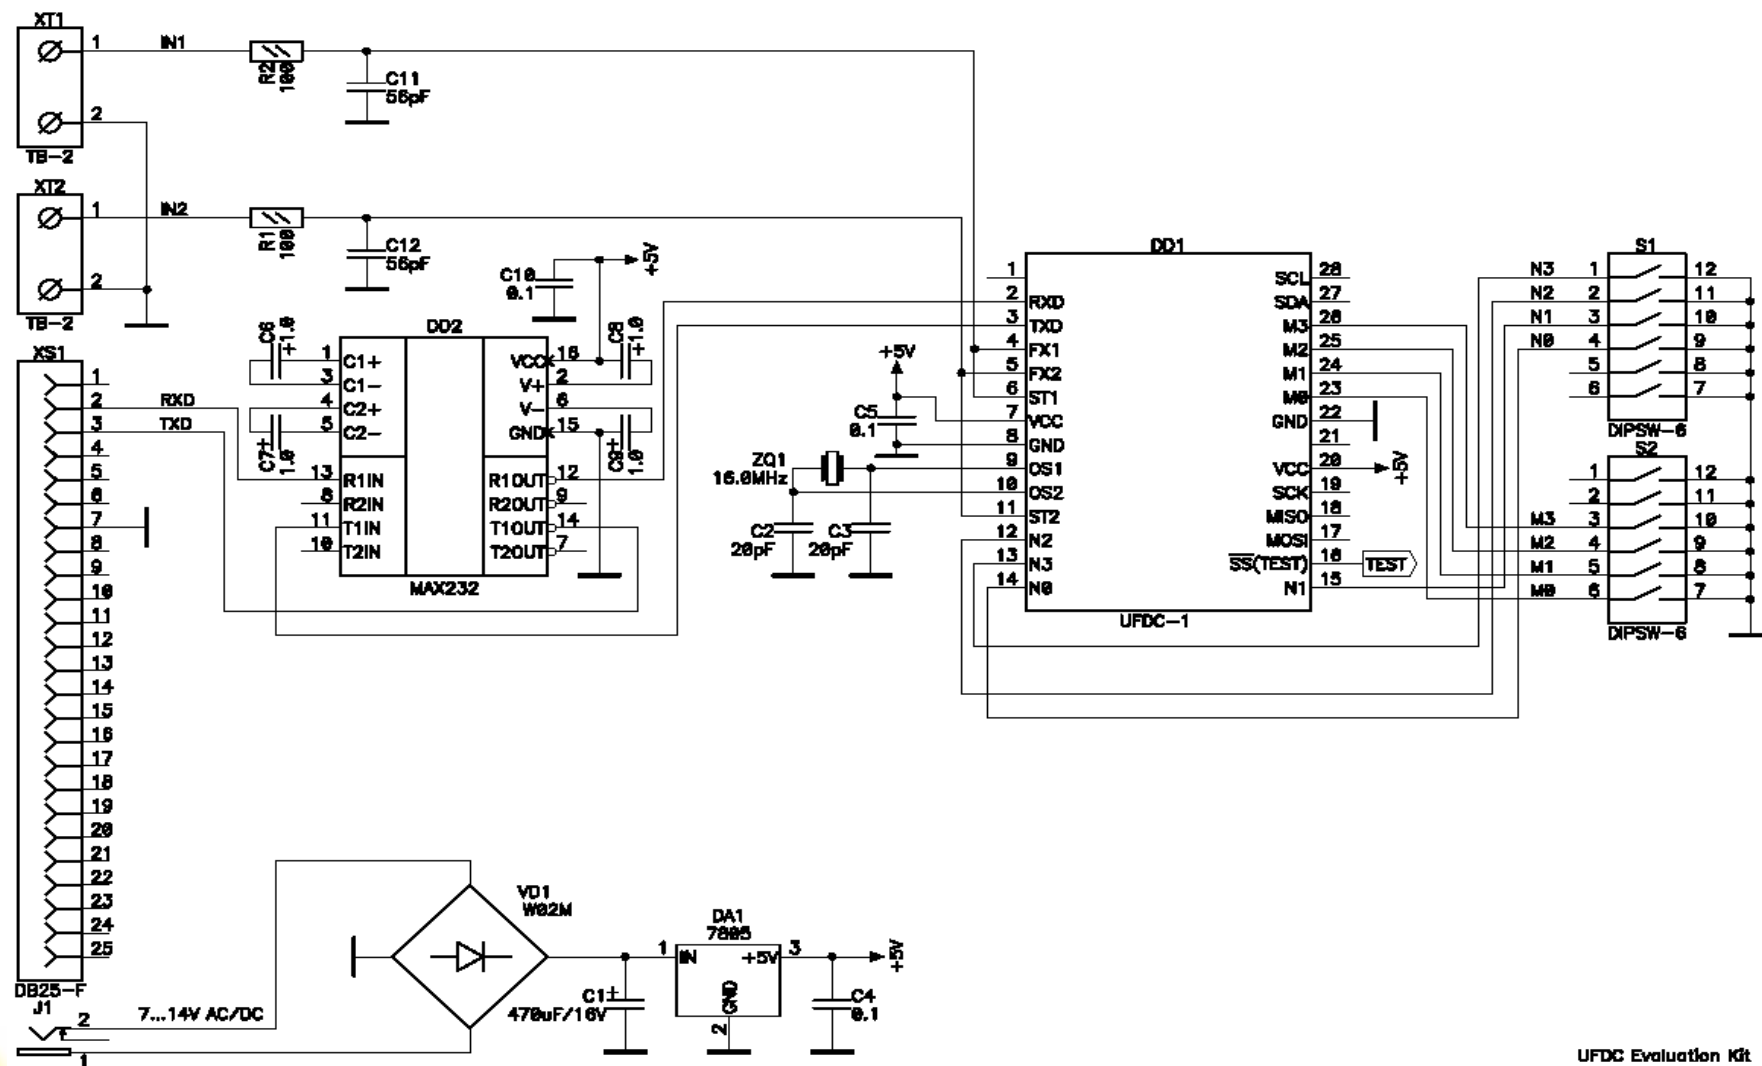 XT1
1 IN1
R2 100
C11
56pF
2
TB-2
XT2
1 IN2
R1 100
C12
56pF
2
TB-2
C10
0.1
+5V
XS1
1
2 RXD
3 TXD
4
5
6
7
8
9
10
11
12
13
14
15
16
17
18
19
20
21
22
23
24
25
DB25-F
C6 1.0
C7 + 1.0
C8 1.0
C9 + 1.0
DD2
1 C1+ VCC 16
3 C1- V+ 2
4 C2+ V- 6
5 C2- GND 15
13 R1IN R1OUT 12
8 R2IN R2OUT 9
11 T1IN T1OUT 14
10 T2IN T2OUT 7
MAX232
+5V
C5
0.1
ZQ1
16.0MHz
C2
20pF
C3
20pF
DD1
1 SCL 28
2 RXD SDA 27
3 TXD M3 26
4 FX1 M2 25
5 FX2 M1 24
6 ST1 M0 23
7 VCC GND 22
8 GND 21
9 OS1 VCC 20 +5V
10 OS2 SCK 19
11 ST2 MISO 18
12 N2 MOSI 17
13 N3 SS(TEST) 16 TEST
14 N0 N1 15
UFDC-1
S1
N3 1 12
N2 2 11
N1 3 10
N0 4 9
5 8
6 7
DIPSW-6
S2
1 12
2 11
M3 3 10
M2 4 9
M1 5 8
M0 6 7
DIPSW-6
J1
2 7...14V AC/DC
1
VD1
W02M
C1 +
470uF/16V
DA1
7805
1 IN +5V 3
GND
2
C4
0.1
+5V
UFDC Evaluation Kit